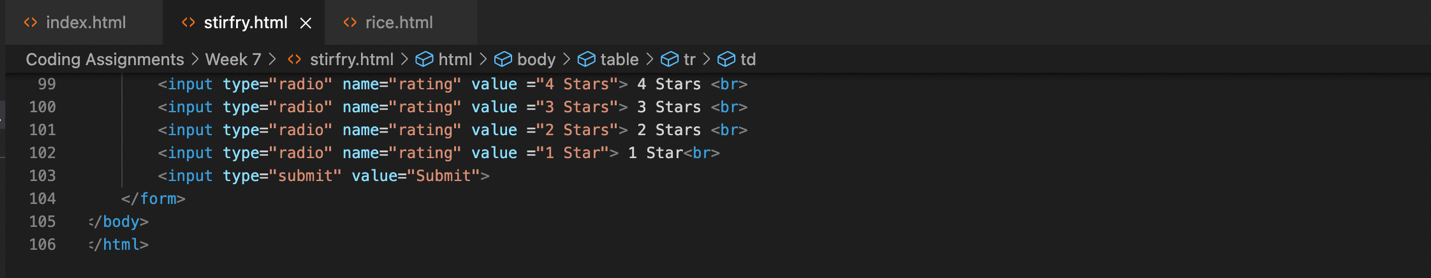 <> index.html <> stirfry.html × <> rice.html
Coding Assignments > Week 7 > <> stirfry.html > html > body > table > tr > td
99 <input type="radio" name="rating" value ="4 Stars"> 4 Stars <br>
100 <input type="radio" name="rating" value ="3 Stars"> 3 Stars <br>
101 <input type="radio" name="rating" value ="2 Stars"> 2 Stars <br>
102 <input type="radio" name="rating" value ="1 Star"> 1 Star<br>
103 <input type="submit" value="Submit">
104 </form>
105 </body>
106 </html>